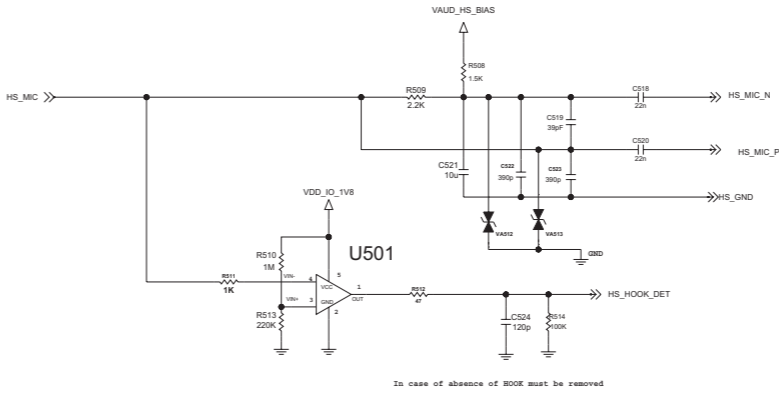 VAUD_HS_BIAS
R508
1.5K
HS_MIC
R509
2.2K
C518
22n
HS_MIC_N
C519
39pF
C520
22n
HS_MIC_P
C521
10u
C522
390p
C523
390p
HS_GND
VDD_IO_1V8
VA512
VA513
GND
R510
1M
U501
R511
1K
VIN-
4
VCC
5
1
OUT
R512
47
HS_HOOK_DET
VIN+
3
GND
2
R513
220K
C524
120p
R514
100K
In case of absence of HOOK must be removed